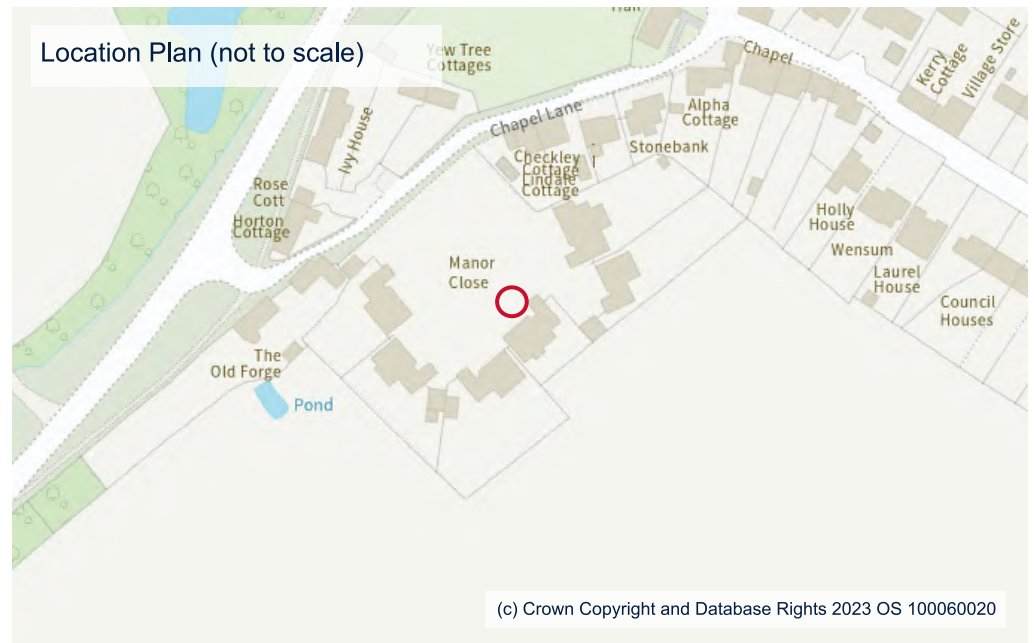 Location Plan (not to scale)
Hall
Yew Tree
Cottages
Chapel
Kerry
Cottage
Village Store
Ivy House
Chapel Lane
Alpha
Cottage
Stonebank
Checkley
Cottage
Lindale
Cottage
Rose
Cott
Horton
Cottage
Holly
House
Wensum
Laurel
House
Council
Houses
Manor
Close
The
Old Forge
Pond
(c) Crown Copyright and Database Rights 2023 OS 100060020